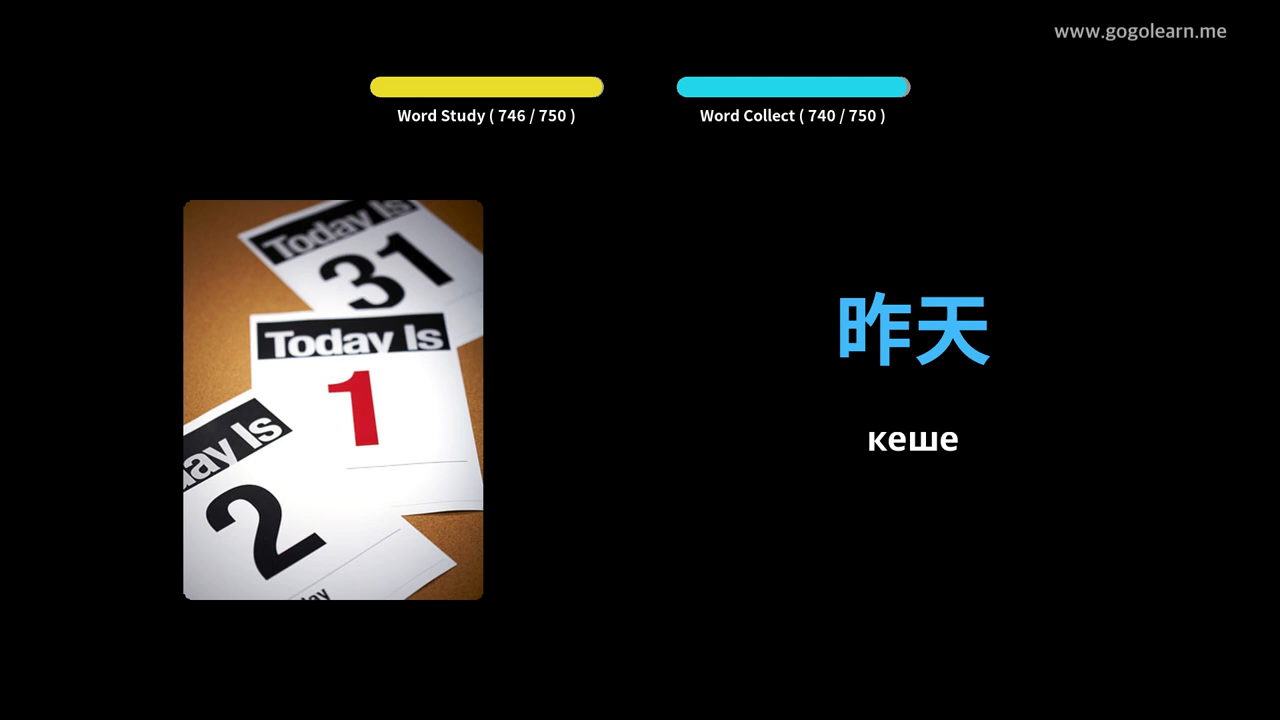 www.gogolearn.me
Word Study ( 746 / 750 )
Word Collect ( 740 / 750 )
Today Is
31
Today Is
1
ay Is
2
day
昨天
кеше